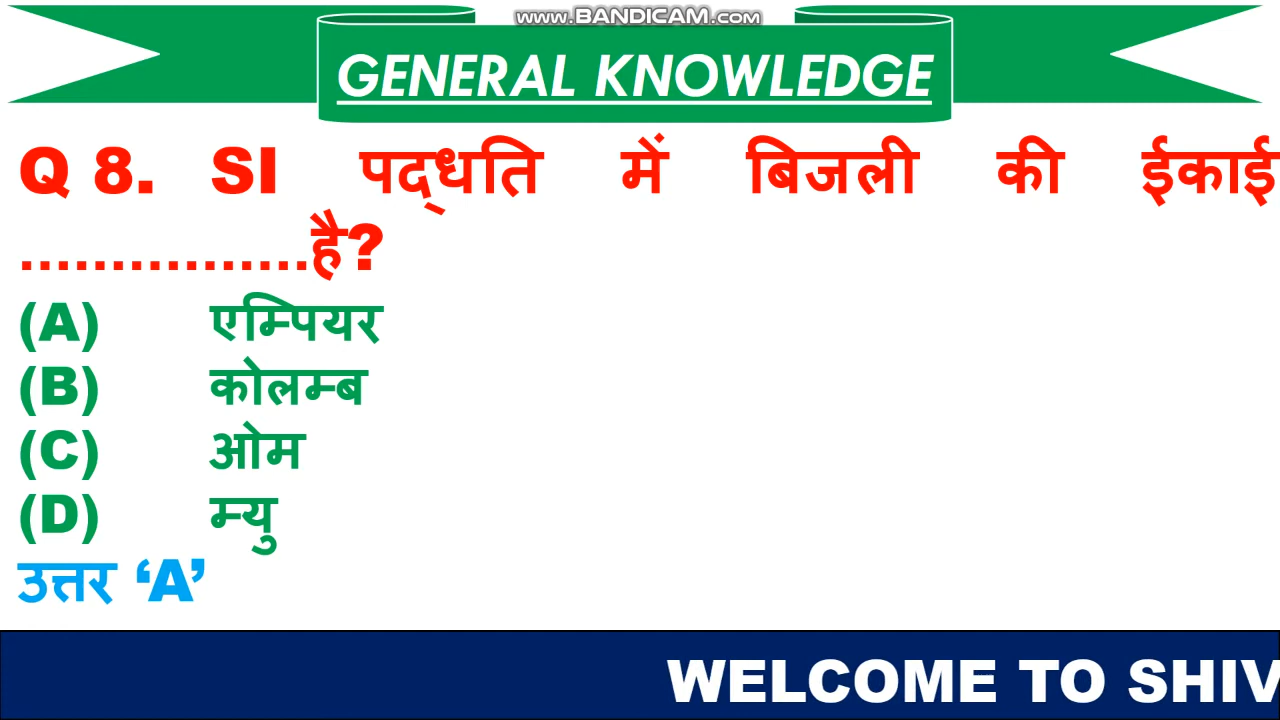 www.BANDICAM.com
GENERAL KNOWLEDGE
Q 8. SI पद्धति में बिजली की ईकाई
................है?
(A) एम्पियर
(B) कोलम्ब
(C) ओम
(D) म्यु
उत्तर ‘A’
WELCOME TO SHIV